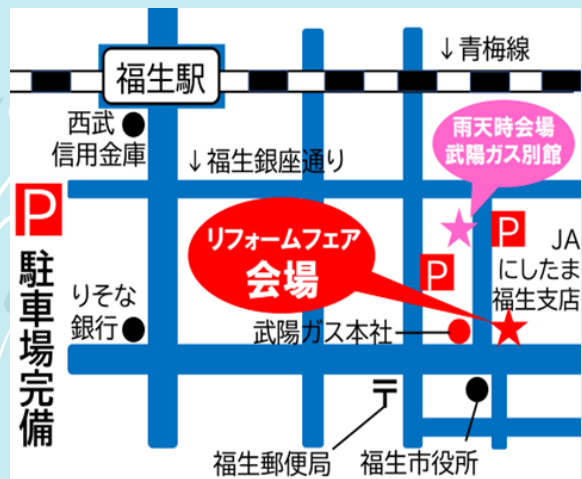 ↓青梅線
福生駅
西武
信用金庫
雨天時会場
武陽ガス別館
↓福生銀座通り
P
駐車場完備
リフォームフェア
会場
P
P
JA
にしたま
福生支店
りそな
銀行
武陽ガス本社
〒
福生郵便局
福生市役所